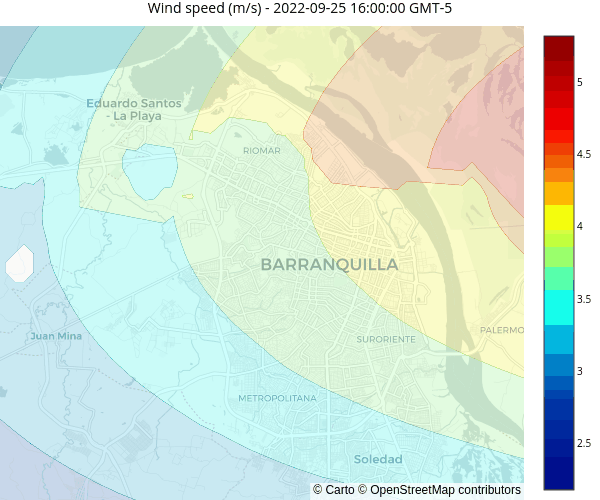 Wind speed (m/s) - 2022-09-25 16:00:00 GMT-5
Eduardo Santos
- La Playa
RIOMAR
BARRANQUILLA
Juan Mina
SURORIENTE
PALERMO
METROPOLITANA
Soledad
© Carto © OpenStreetMap contributors
5
4.5
4
3.5
3
2.5